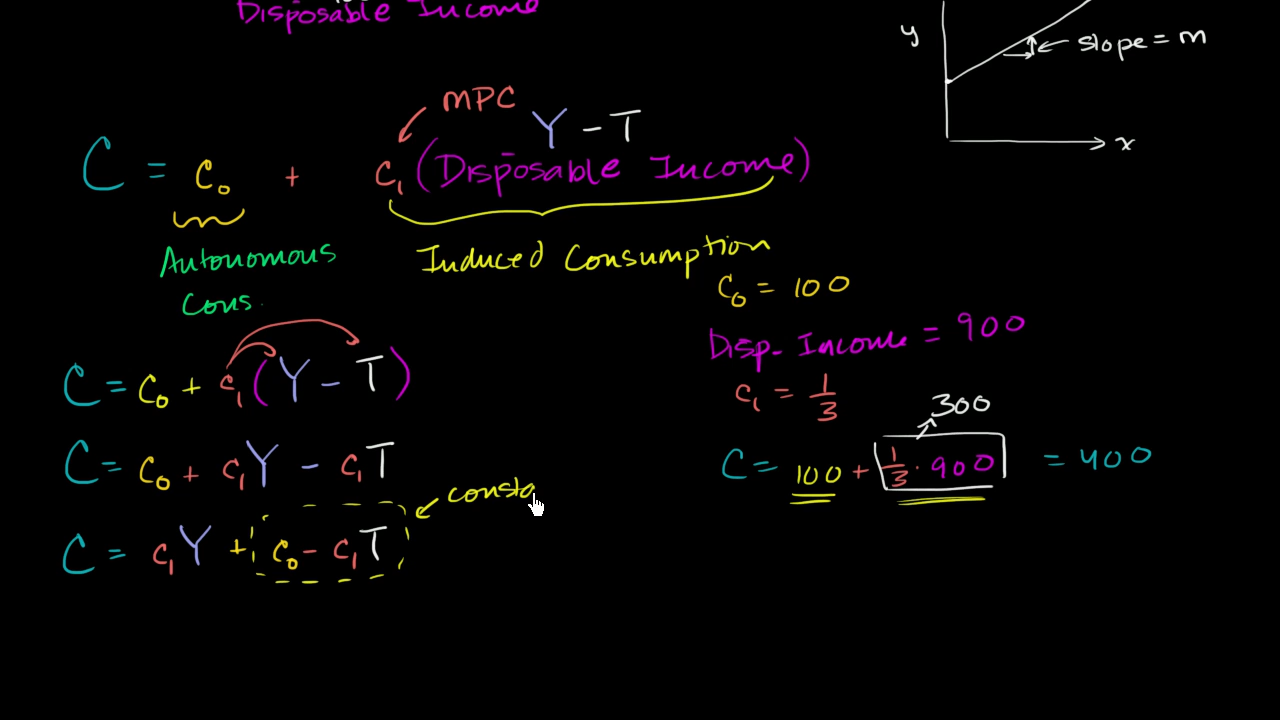 Disposable Income
y
slope = m
x
MPC
Y - T
C = c₀ + c₁ (Disposable Income)
Autonomous
Cons.
Induced Consumption
c₀ = 100
Disp. Income = 900
c₁ = 1/3
300
C = 100 + 1/3 · 900 = 400
C = c₀ + c₁ (Y - T)
C = c₀ + c₁Y - c₁T
consta
C = c₁Y + c₀ - c₁T